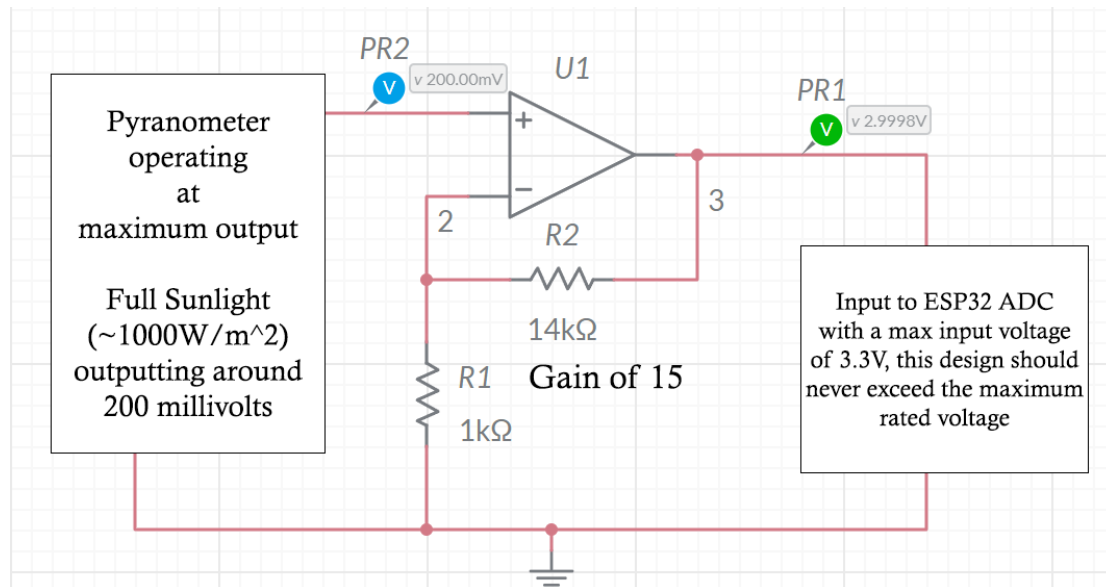 PR2
v 200.00mV
V
U1
PR1
v 2.9998V
V
Pyranometer
operating
at
maximum output
Full Sunlight
(~1000W/m^2)
outputting around
200 millivolts
+
−
2
3
R2
14kΩ
R1
1kΩ
Gain of 15
Input to ESP32 ADC
with a max input voltage
of 3.3V, this design should
never exceed the maximum
rated voltage